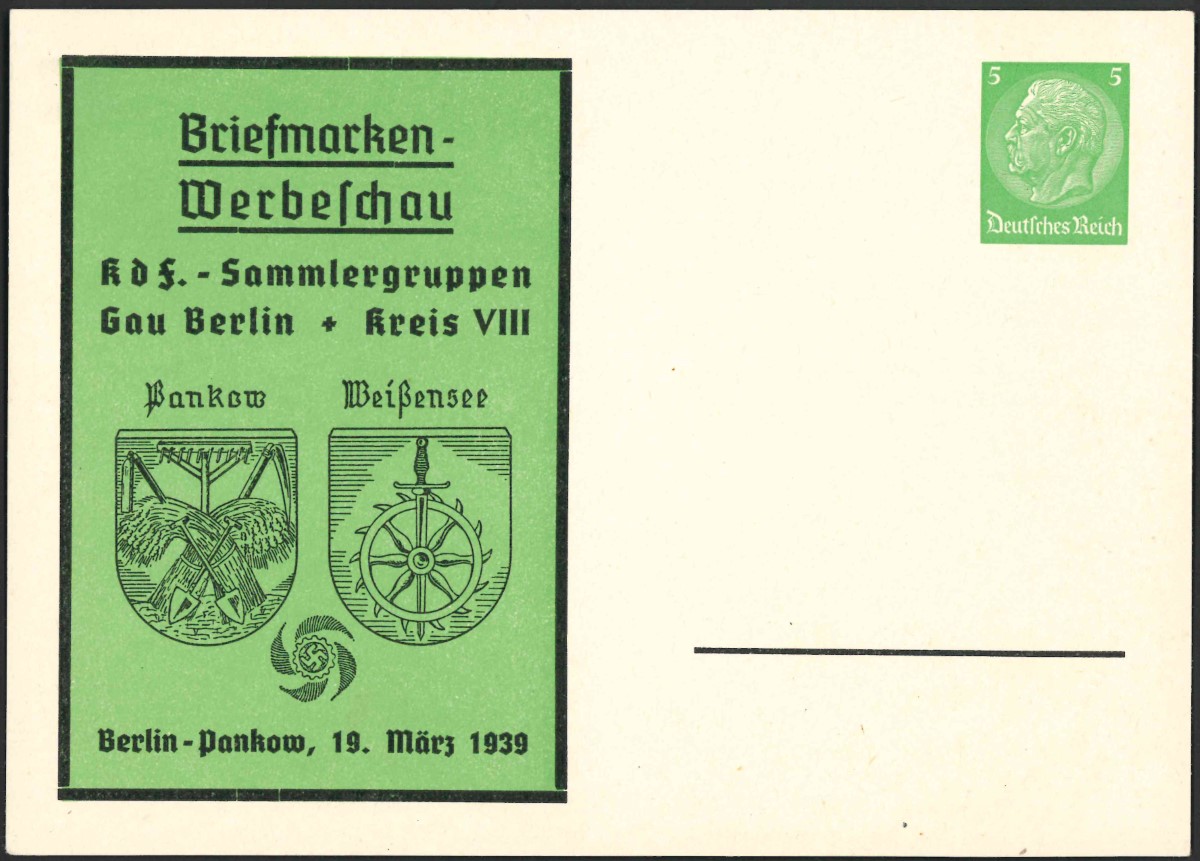 Briefmarken-
Werbeschau
KdF.-Sammlergruppen
Gau Berlin + Kreis VIII
Pankow Weißensee
Berlin-Pankow, 19. März 1939
5 5
Deutsches Reich